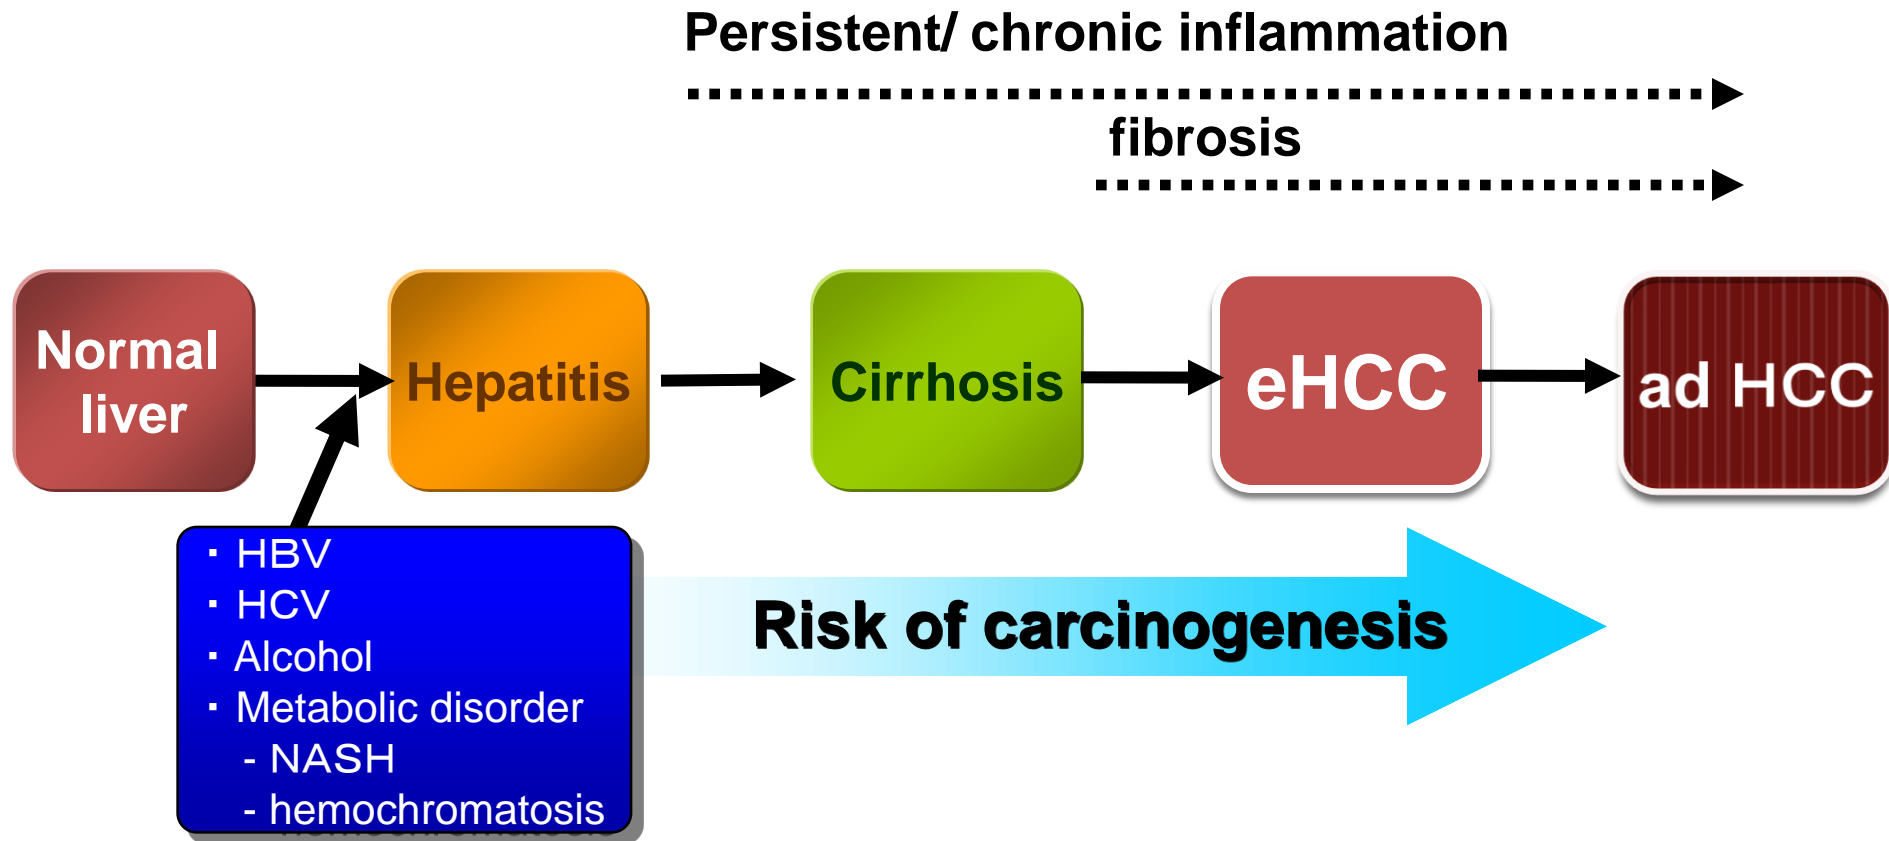 Persistent/ chronic inflammation
fibrosis
Normal
liver
Hepatitis
Cirrhosis
eHCC
ad HCC
・HBV
・HCV
・Alcohol
・Metabolic disorder
- NASH
- hemochromatosis
Risk of carcinogenesis